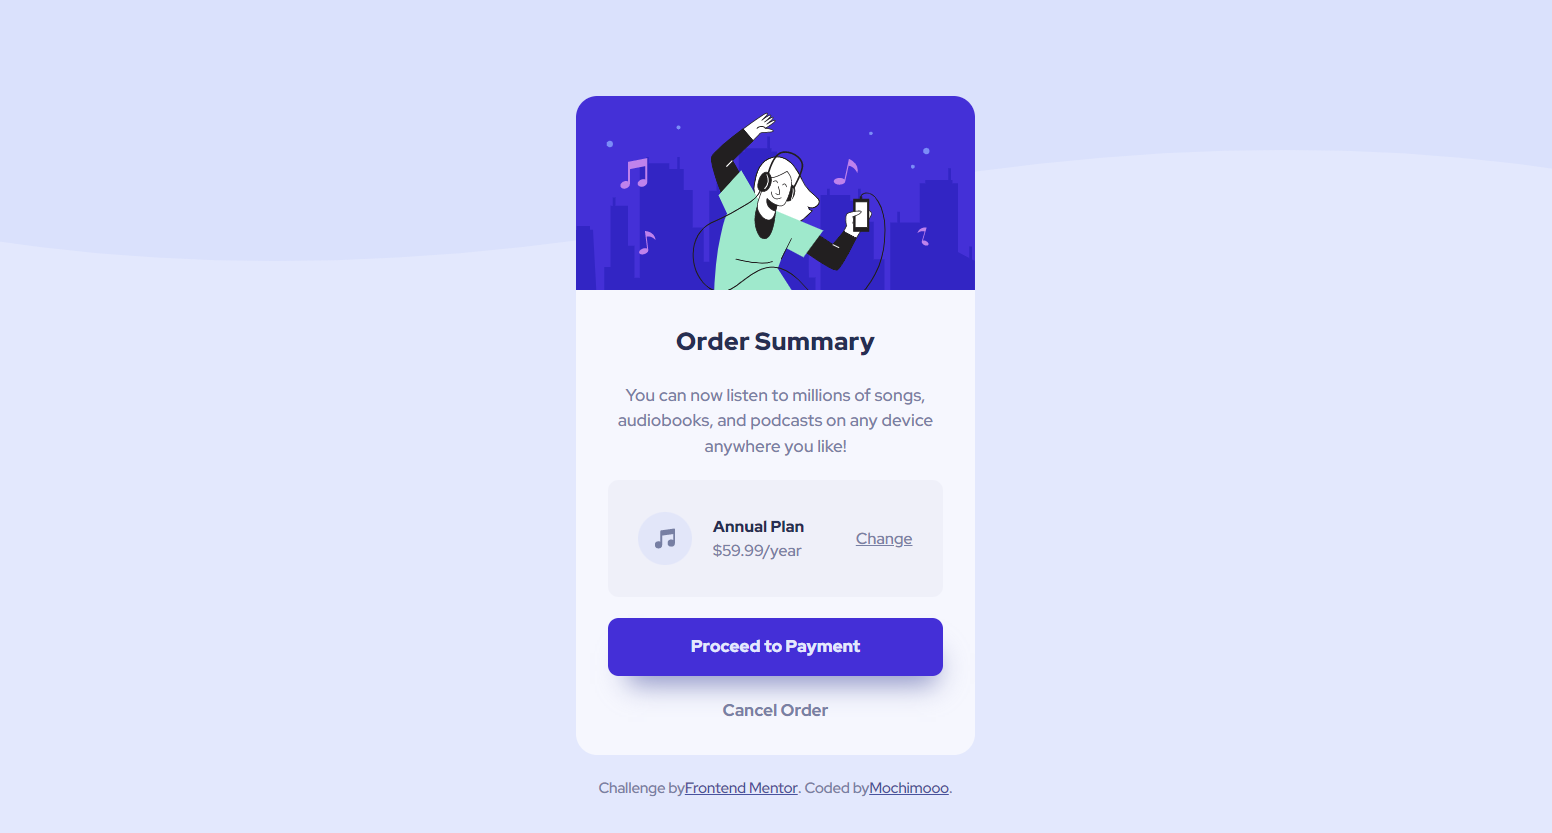 Order Summary
You can now listen to millions of songs,
audiobooks, and podcasts on any device
anywhere you like!
Annual Plan
$59.99/year
Change
Proceed to Payment
Cancel Order
Challenge byFrontend Mentor. Coded byMochimooo.